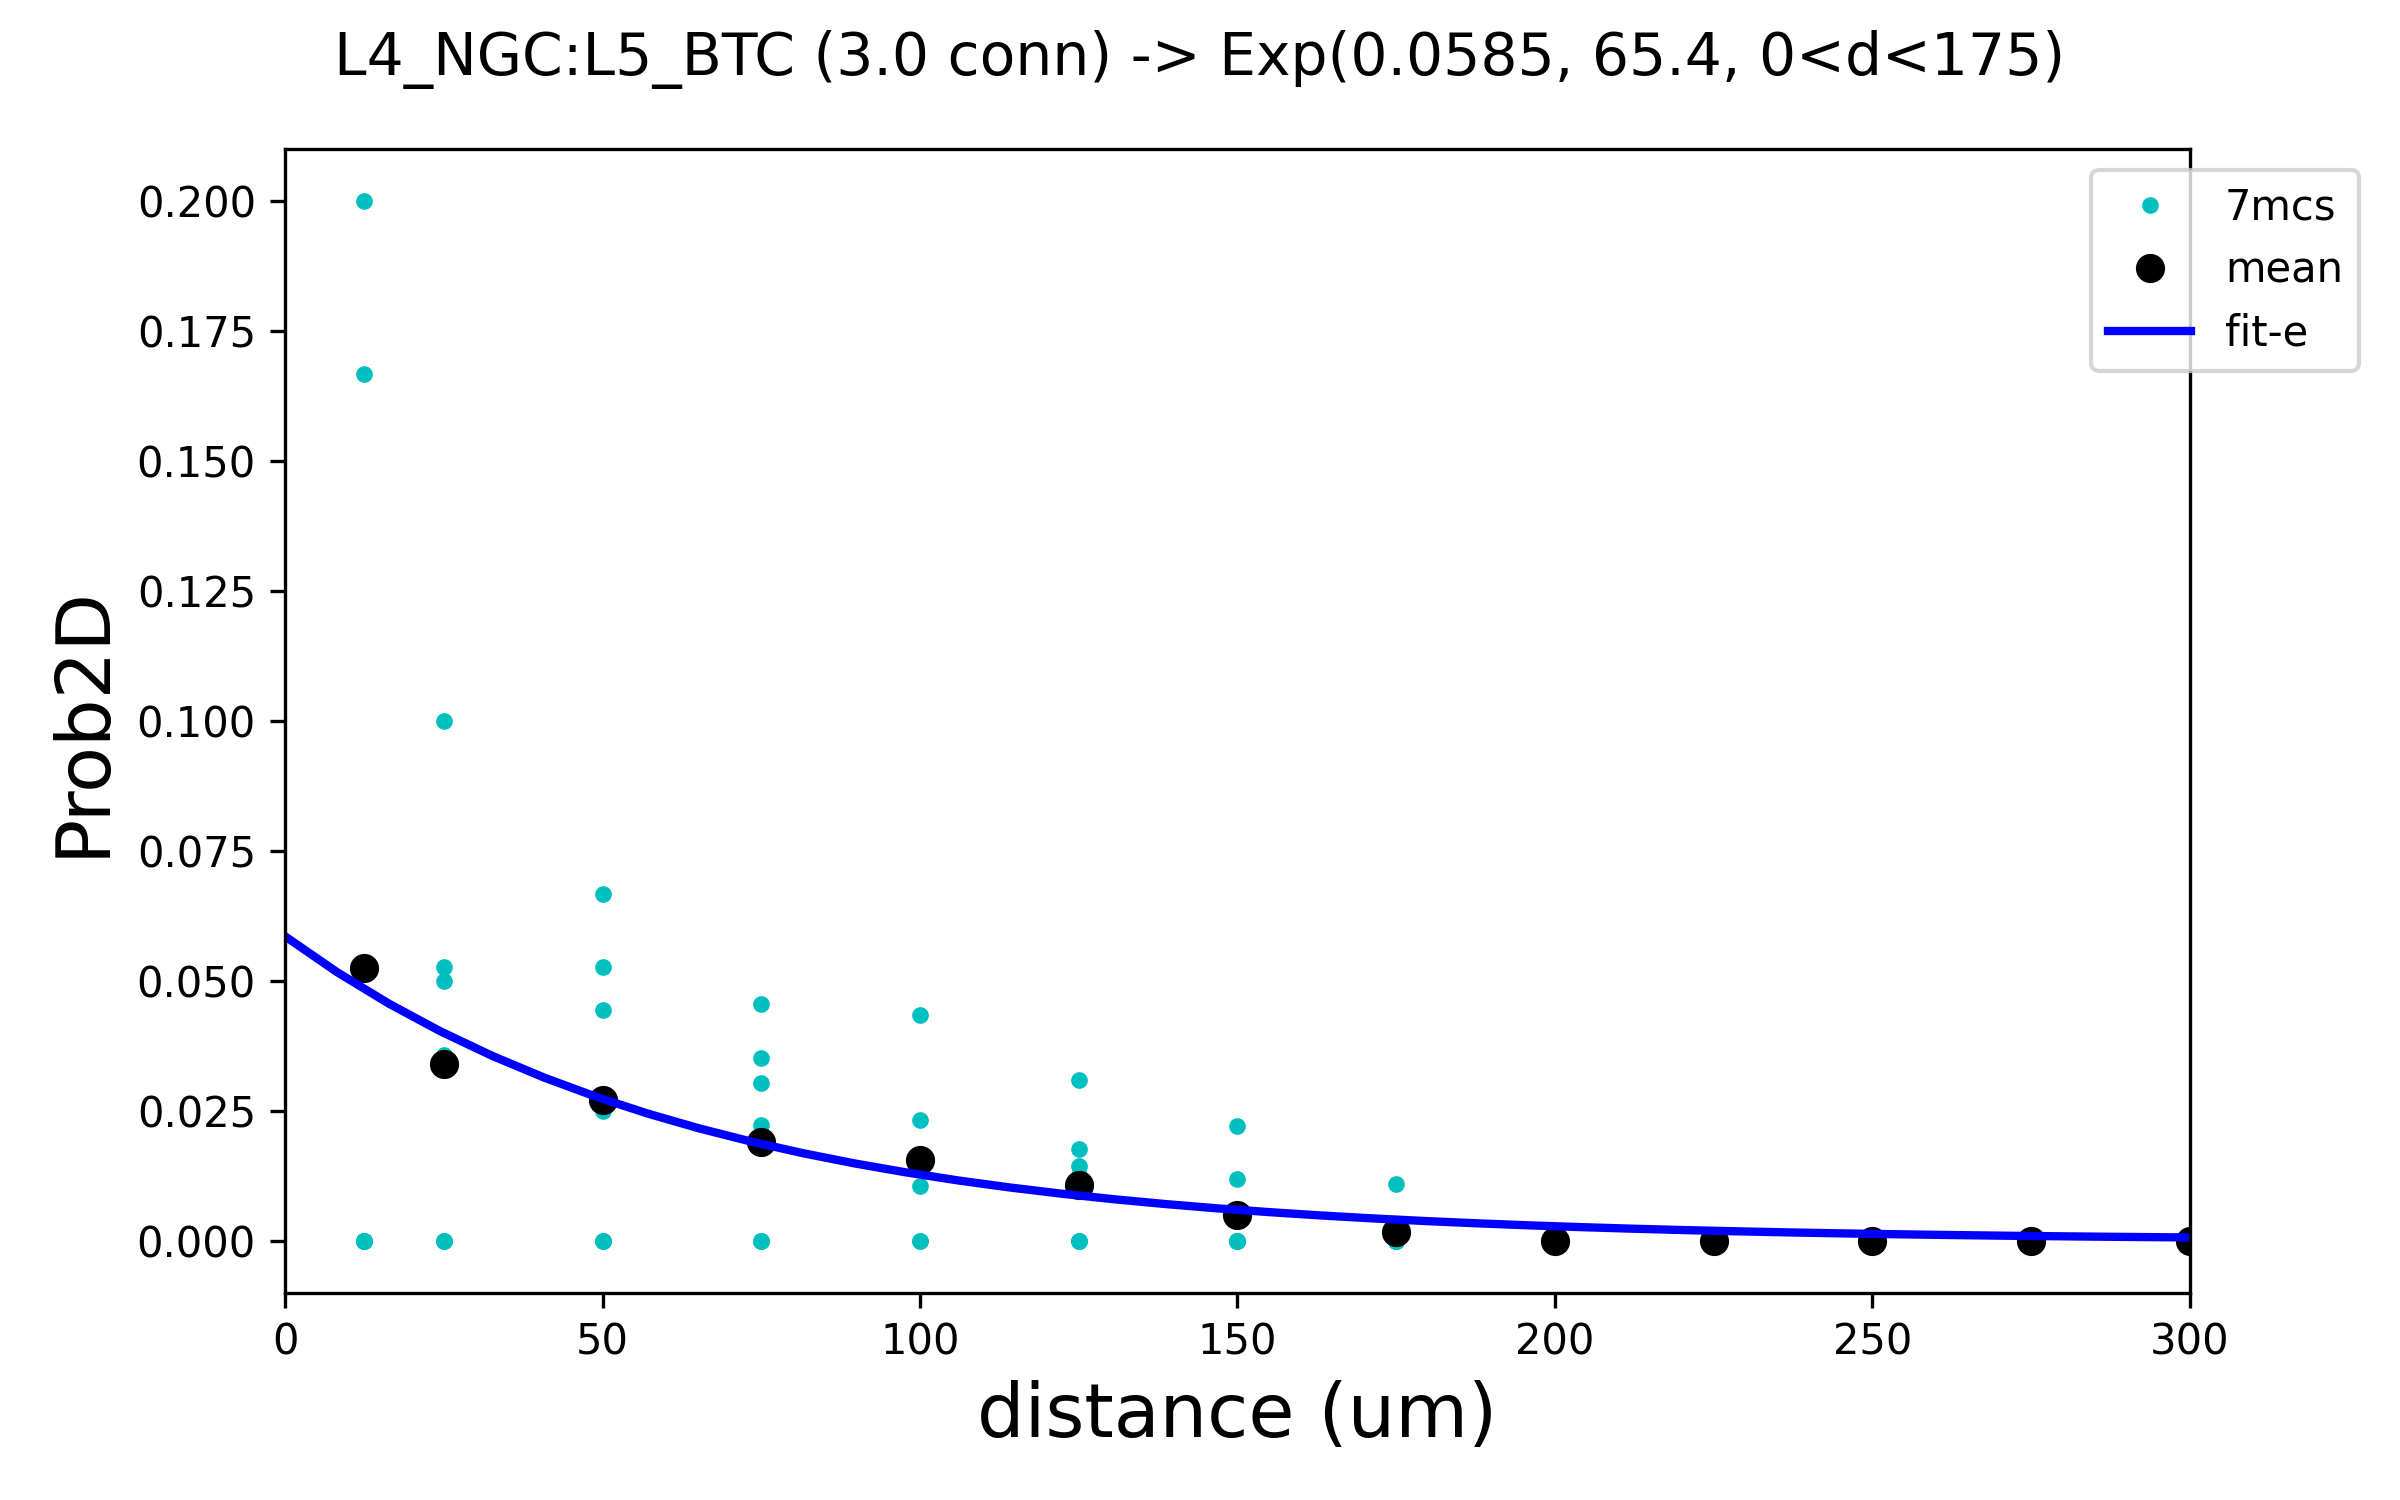 L4_NGC:L5_BTC (3.0 conn) -> Exp(0.0585, 65.4, 0<d<175)
7mcs
mean
fit-e
Prob2D
0.200
0.175
0.150
0.125
0.100
0.075
0.050
0.025
0.000
0 50 100 150 200 250 300
distance (um)